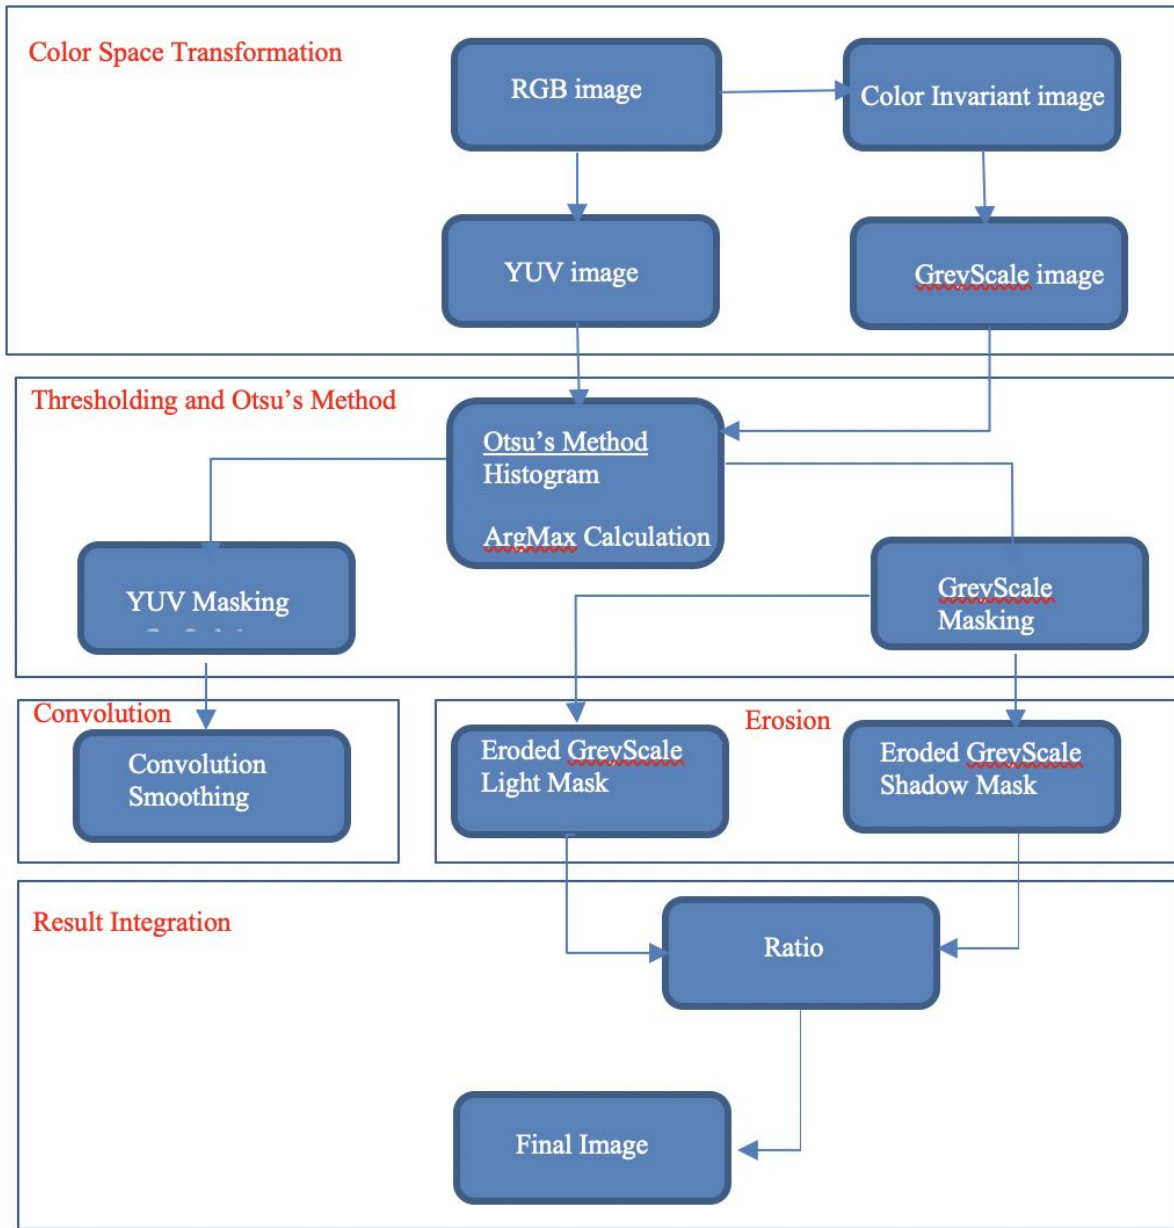 Color Space Transformation
RGB image
Color Invariant image
YUV image
GreyScale image
Thresholding and Otsu's Method
Otsu's Method
Histogram
ArgMax Calculation
YUV Masking
GreyScale
Masking
Convolution
Convolution
Smoothing
Erosion
Eroded GreyScale
Light Mask
Eroded GreyScale
Shadow Mask
Result Integration
Ratio
Final Image